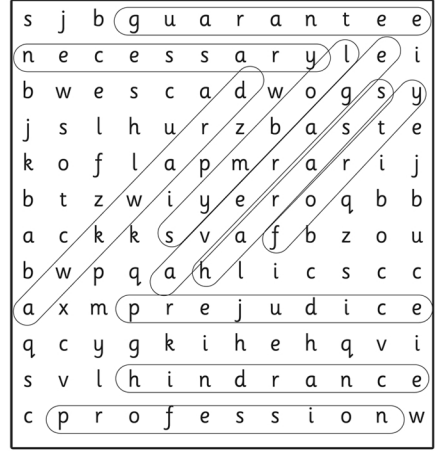 s j b g u a r a n t e e
n e c e s s a r y l e i
b w e s c a d w o g s y
j s l h u r z b a s t e
k o f l a p m r a r i j
b t z w i y e r o q b b
a c k k s v a f b z o u
b w p q a h l i c s c c
a x m p r e j u d i c e
q c y g k i h e h q v i
s v l h i n d r a n c e
c p r o f e s s i o n w